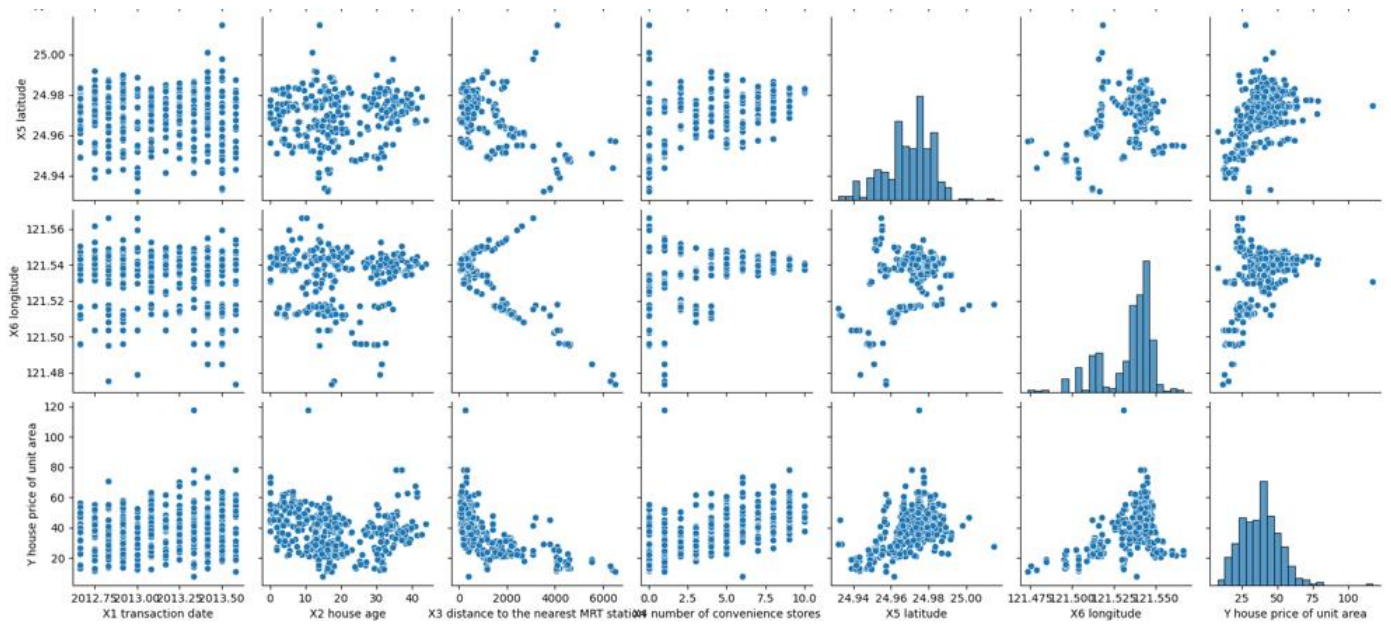 25.00
24.98
24.96
24.94
X5 latitude
121.56
121.54
121.52
121.50
121.48
X6 longitude
120
100
80
60
40
20
Y house price of unit area
2012.75 2013.00 2013.25 2013.50
X1 transaction date
0 20 40
X2 house age
0 2000 4000 6000
X3 distance to the nearest MRT station
0.0 2.5 5.0 7.5 10.0
X4 number of convenience stores
24.94 24.96 24.98 25.00
X5 latitude
121.475 121.500 121.525 121.550
X6 longitude
25 50 75 100
Y house price of unit area